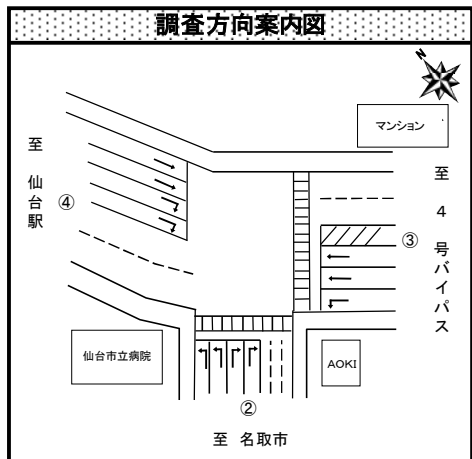 調査方向案内図
N
マンション
至 仙台駅
④
至 4号バイパス
③
仙台市立病院
AOKI
②
至 名取市